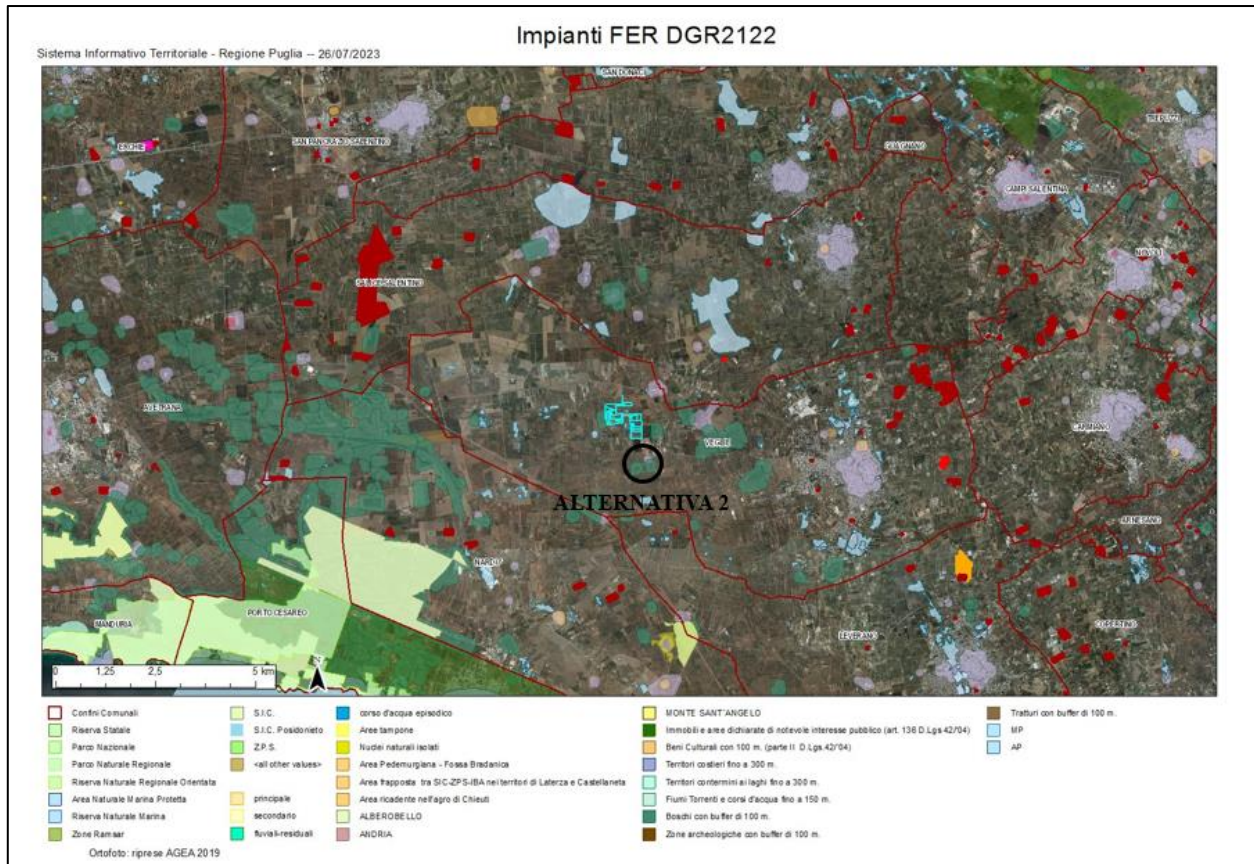 Impianti FER DGR2122
Sistema Informativo Territoriale - Regione Puglia -- 26/07/2023
SAN DONACI
TREPUZZI
ERCHIE
SAN PANCRAZIO SALENTINO
GUAGNANO
CAMPI SALENTINA
NOVOLI
SALICE SALENTINO
AVETRANA
VEGLIE
CARMIANO
ALTERNATIVA 2
ARNESANO
NARDO'
PORTO CESAREO
MANDURIA
LEVERANO
COPERTINO
0 1,25 2,5 5 km
Confini Comunali
Riserva Statale
Parco Nazionale
Parco Naturale Regionale
Riserva Naturale Regionale Orientata
Area Naturale Marina Protetta
Riserva Naturale Marina
Zone Ramsar
S.I.C.
S.I.C. Posidonieto
Z.P.S.
<all other values>
principale
secondario
fluviali-residuali
corso d'acqua episodico
Aree tampone
Nuclei naturali isolati
Area Pedemurgiana - Fossa Bradanica
Area frapposta tra SIC-ZPS-IBA nei territori di Laterza e Castellaneta
Area ricadente nell'agro di Chieuti
ALBEROBELLO
ANDRIA
MONTE SANT'ANGELO
Immobili e aree dichiarate di notevole interesse pubblico (art. 136 D.Lgs.42/'04)
Beni Culturali con 100 m. (parte II D.Lgs.42/'04)
Territori costieri fino a 300 m.
Territori contermini ai laghi fino a 300 m.
Fiumi Torrenti e corsi d'acqua fino a 150 m.
Boschi con buffer di 100 m.
Zone archeologiche con buffer di 100 m.
Tratturi con buffer di 100 m.
MP
AP
Ortofoto: riprese AGEA 2019